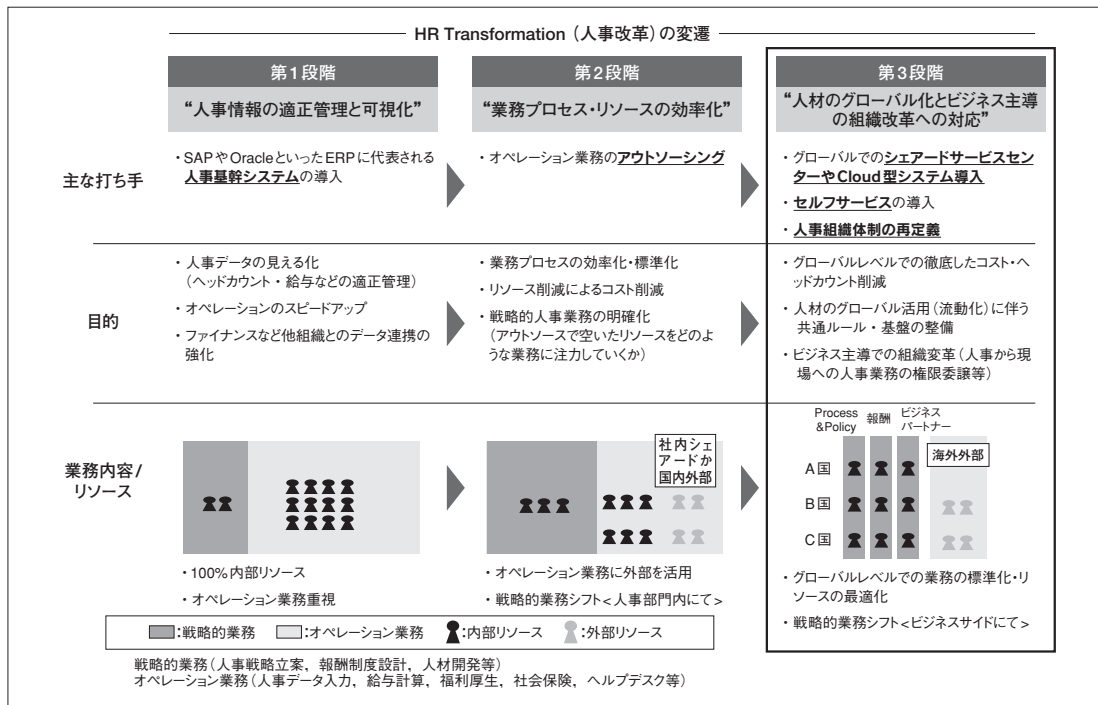 HR Transformation（人事改革）の変遷
第1段階
第2段階
第3段階
“人事情報の適正管理と可視化”
“業務プロセス・リソースの効率化”
“人材のグローバル化とビジネス主導
の組織改革への対応”
主な打ち手
・SAPやOracleといったERPに代表される
人事基幹システムの導入
・オペレーション業務のアウトソーシング
・グローバルでのシェアードサービスセン
ターやCloud型システム導入
・セルフサービスの導入
・人事組織体制の再定義
目的
・人事データの見える化
（ヘッドカウント・給与などの適正管理）
・オペレーションのスピードアップ
・ファイナンスなど他組織とのデータ連携の
強化
・業務プロセスの効率化・標準化
・リソース削減によるコスト削減
・戦略的人事業務の明確化
（アウトソースで空いたリソースをどのよ
うな業務に注力していくか）
・グローバルレベルでの徹底したコスト・ヘ
ッドカウント削減
・人材のグローバル活用（流動化）に伴う
共通ルール・基盤の整備
・ビジネス主導での組織変革（人事から現
場への人事業務の権限委譲等）
業務内容/
リソース
社内シェ
アードか
国内外部
Process
&Policy
報酬
ビジネス
パートナー
海外外部
A国
B国
C国
・100%内部リソース
・オペレーション業務重視
・オペレーション業務に外部を活用
・戦略的業務シフト<人事部門内にて>
・グローバルレベルでの業務の標準化・リ
ソースの最適化
・戦略的業務シフト<ビジネスサイドにて>
:戦略的業務 :オペレーション業務 :内部リソース :外部リソース
戦略的業務（人事戦略立案，報酬制度設計，人材開発等）
オペレーション業務（人事データ入力，給与計算，福利厚生，社会保険，ヘルプデスク等）